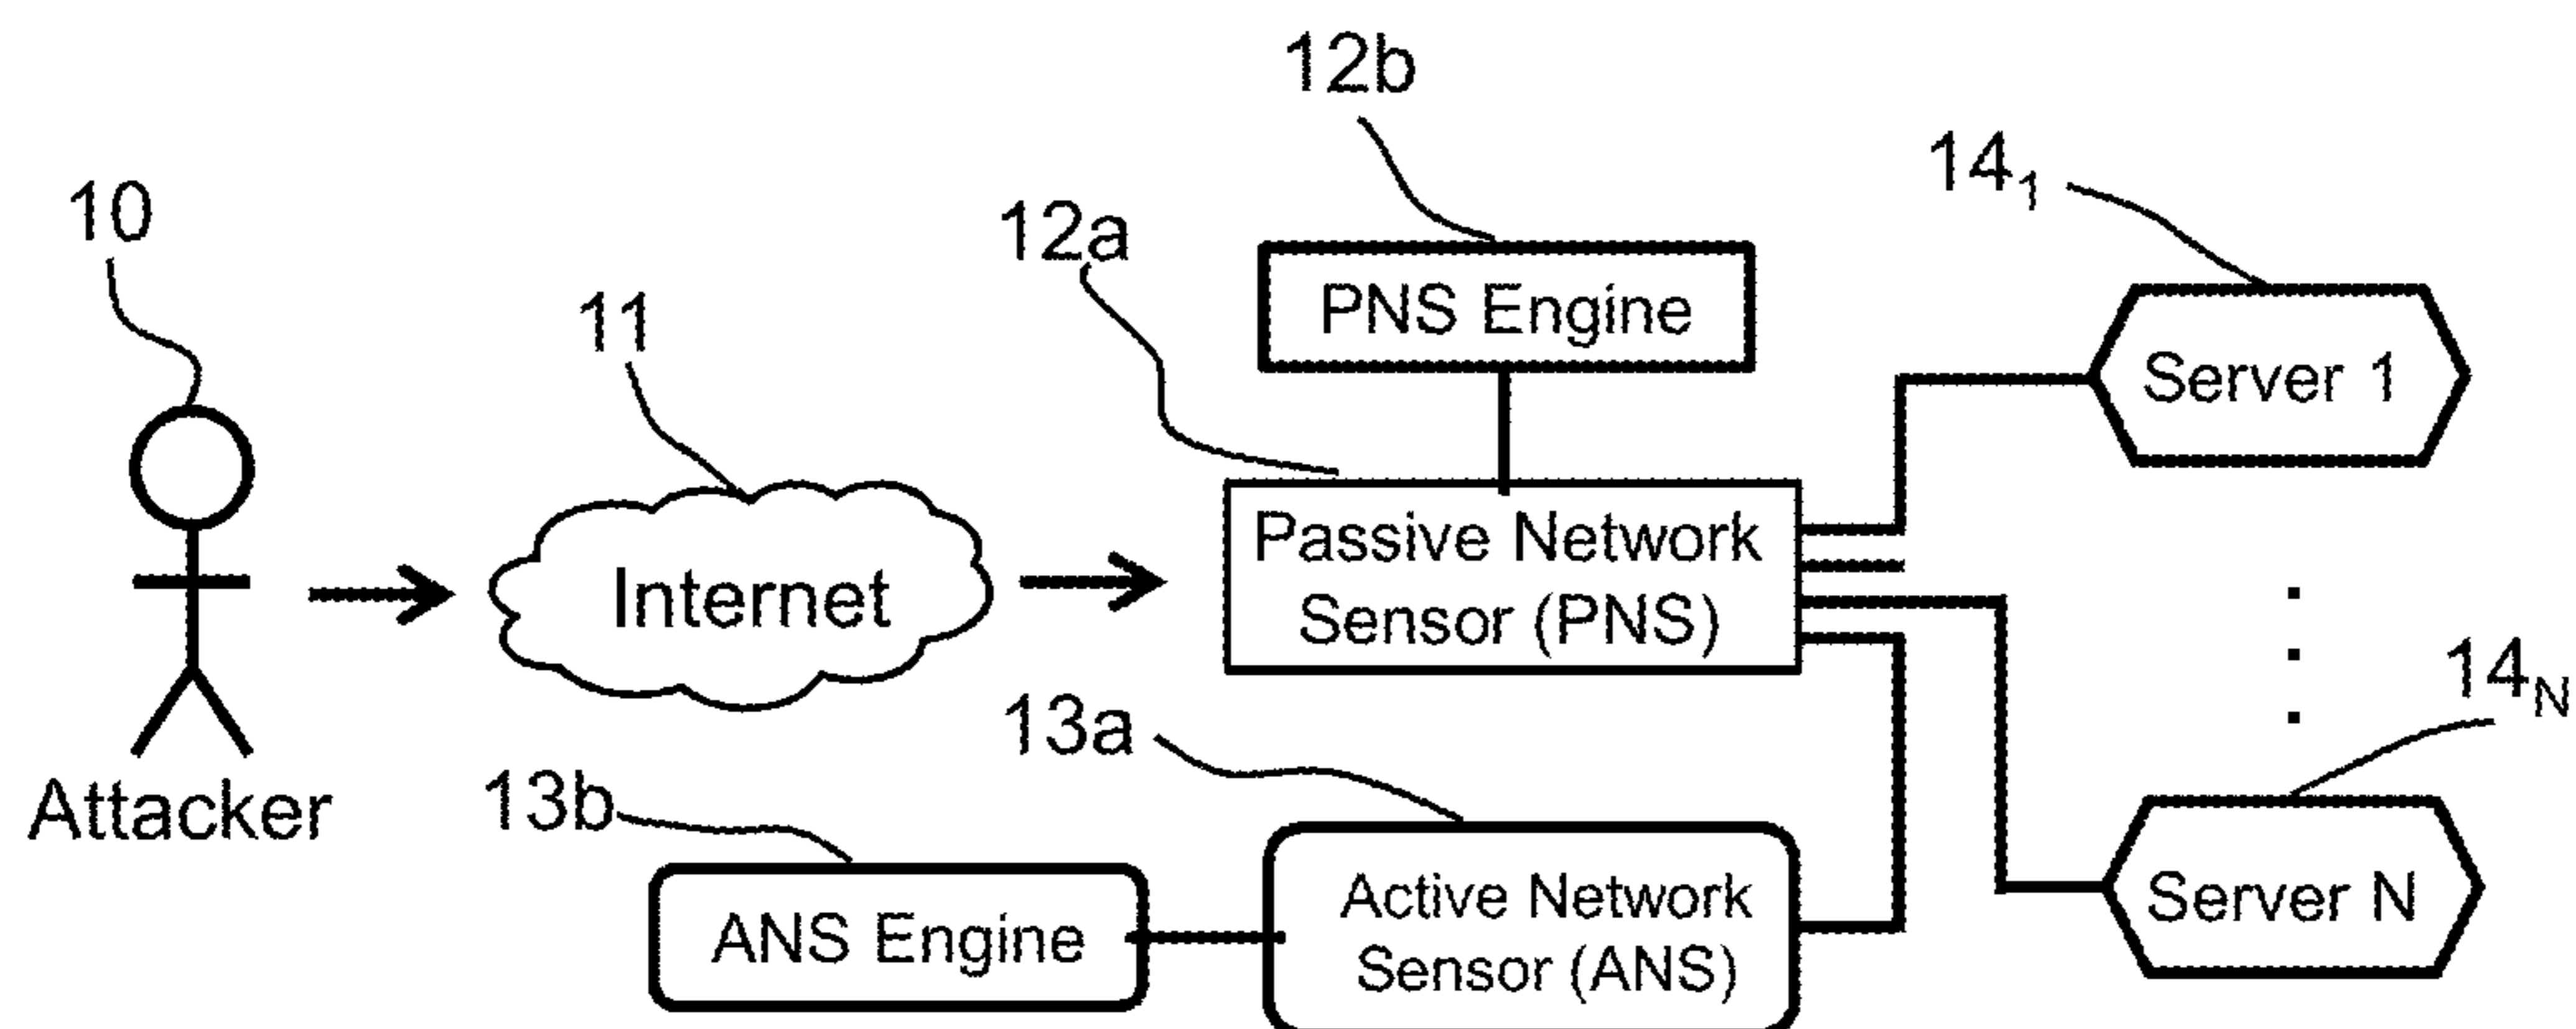 12b
14₁
10
12a
PNS Engine
11
Server 1
Passive Network
Sensor (PNS)
Internet
14N
13a
13b
Attacker
Active Network
Sensor (ANS)
ANS Engine
Server N